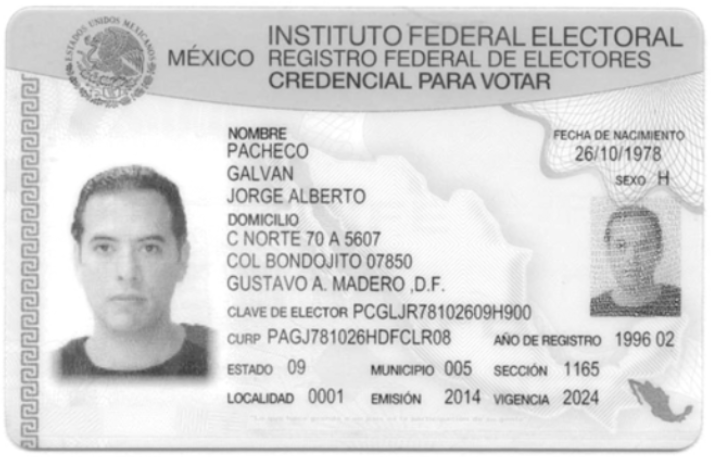 ESTADOS UNIDOS MEXICANOS
MÉXICO
INSTITUTO FEDERAL ELECTORAL
REGISTRO FEDERAL DE ELECTORES
CREDENCIAL PARA VOTAR
NOMBRE
PACHECO
GALVAN
JORGE ALBERTO
FECHA DE NACIMIENTO
26/10/1978
SEXO H
DOMICILIO
C NORTE 70 A 5607
COL BONDOJITO 07850
GUSTAVO A. MADERO ,D.F.
CLAVE DE ELECTOR PCGLJR78102609H900
CURP PAGJ781026HDFCLR08 AÑO DE REGISTRO 1996 02
ESTADO 09 MUNICIPIO 005 SECCIÓN 1165
LOCALIDAD 0001 EMISIÓN 2014 VIGENCIA 2024